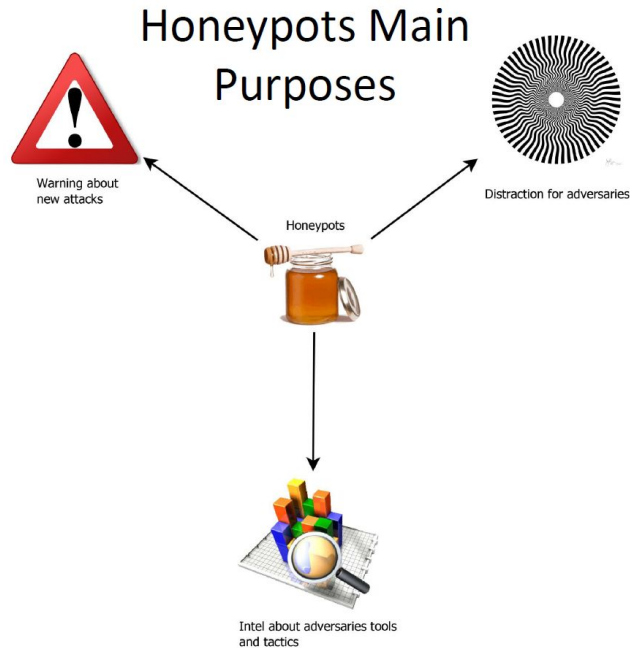 Honeypots Main
Purposes
Warning about
new attacks
Distraction for adversaries
Honeypots
Intel about adversaries tools
and tactics